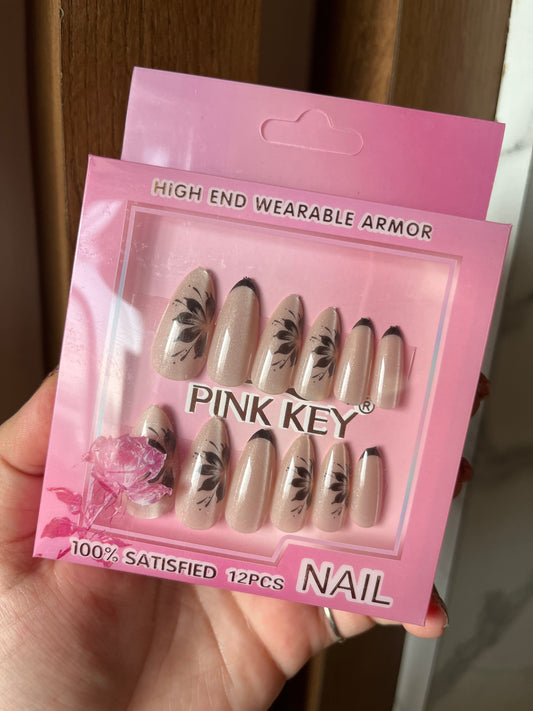 HIGH END WEARABLE ARMOR
PINK KEY®
100% SATISFIED 12PCS NAIL